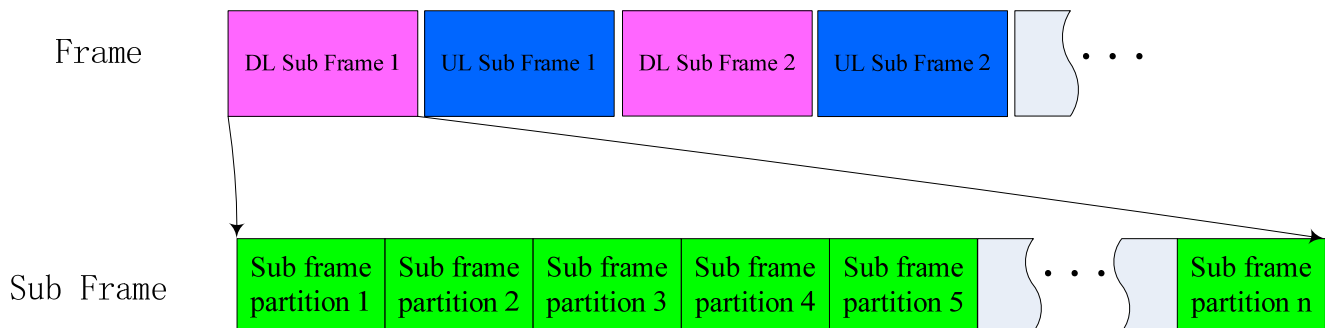 Frame
DL Sub Frame 1
UL Sub Frame 1
DL Sub Frame 2
UL Sub Frame 2
. . .
Sub Frame
Sub frame
partition 1
Sub frame
partition 2
Sub frame
partition 3
Sub frame
partition 4
Sub frame
partition 5
. . .
Sub frame
partition n